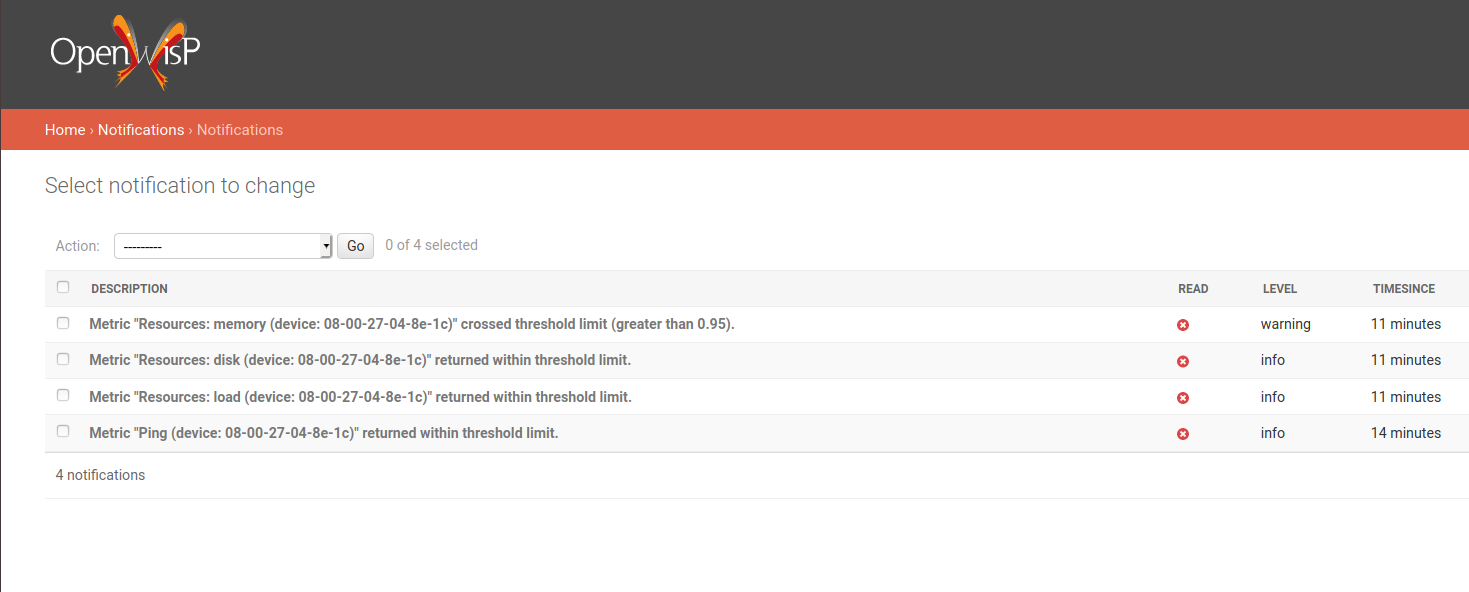 OpenWisP
Home › Notifications › Notifications
Select notification to change
Action: --------- Go 0 of 4 selected
DESCRIPTION READ LEVEL TIMESINCE
Metric "Resources: memory (device: 08-00-27-04-8e-1c)" crossed threshold limit (greater than 0.95). warning 11 minutes
Metric "Resources: disk (device: 08-00-27-04-8e-1c)" returned within threshold limit. info 11 minutes
Metric "Resources: load (device: 08-00-27-04-8e-1c)" returned within threshold limit. info 11 minutes
Metric "Ping (device: 08-00-27-04-8e-1c)" returned within threshold limit. info 14 minutes
4 notifications